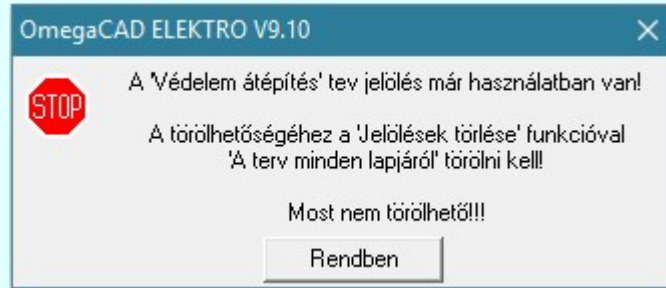 OmegaCAD ELEKTRO V9.10
STOP
A 'Védelem átépítés' tev jelölés már használatban van!
A törölhetőségéhez a 'Jelölések törlése' funkcióval
'A terv minden lapjáról' törölni kell!
Most nem törölhető!!!
Rendben